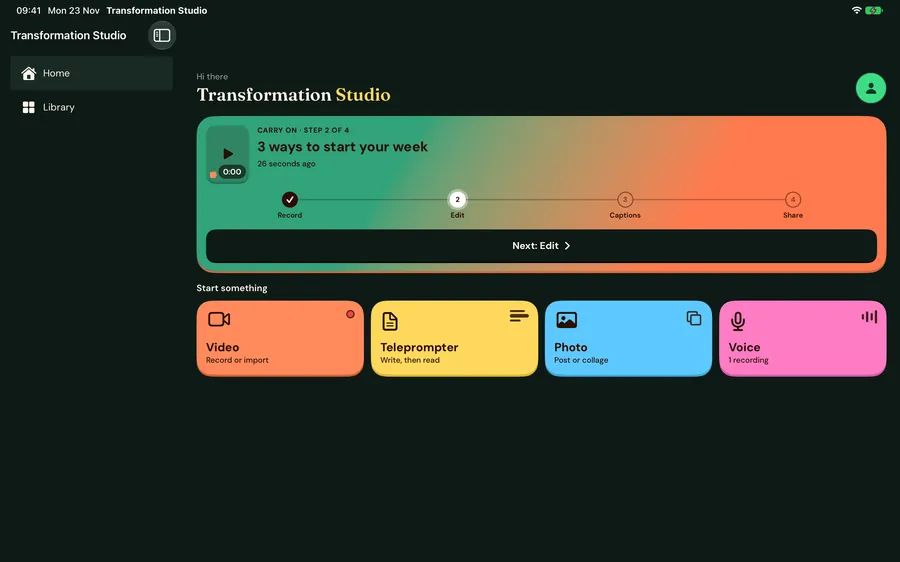 09:41 Mon 23 Nov Transformation Studio
Transformation Studio
Home
Library
Hi there
Transformation Studio
CARRY ON · STEP 2 OF 4
3 ways to start your week
26 seconds ago
0:00
2 3 4
Record Edit Captions Share
Next: Edit
Start something
Video Teleprompter Photo Voice
Record or import Write, then read Post or collage 1 recording